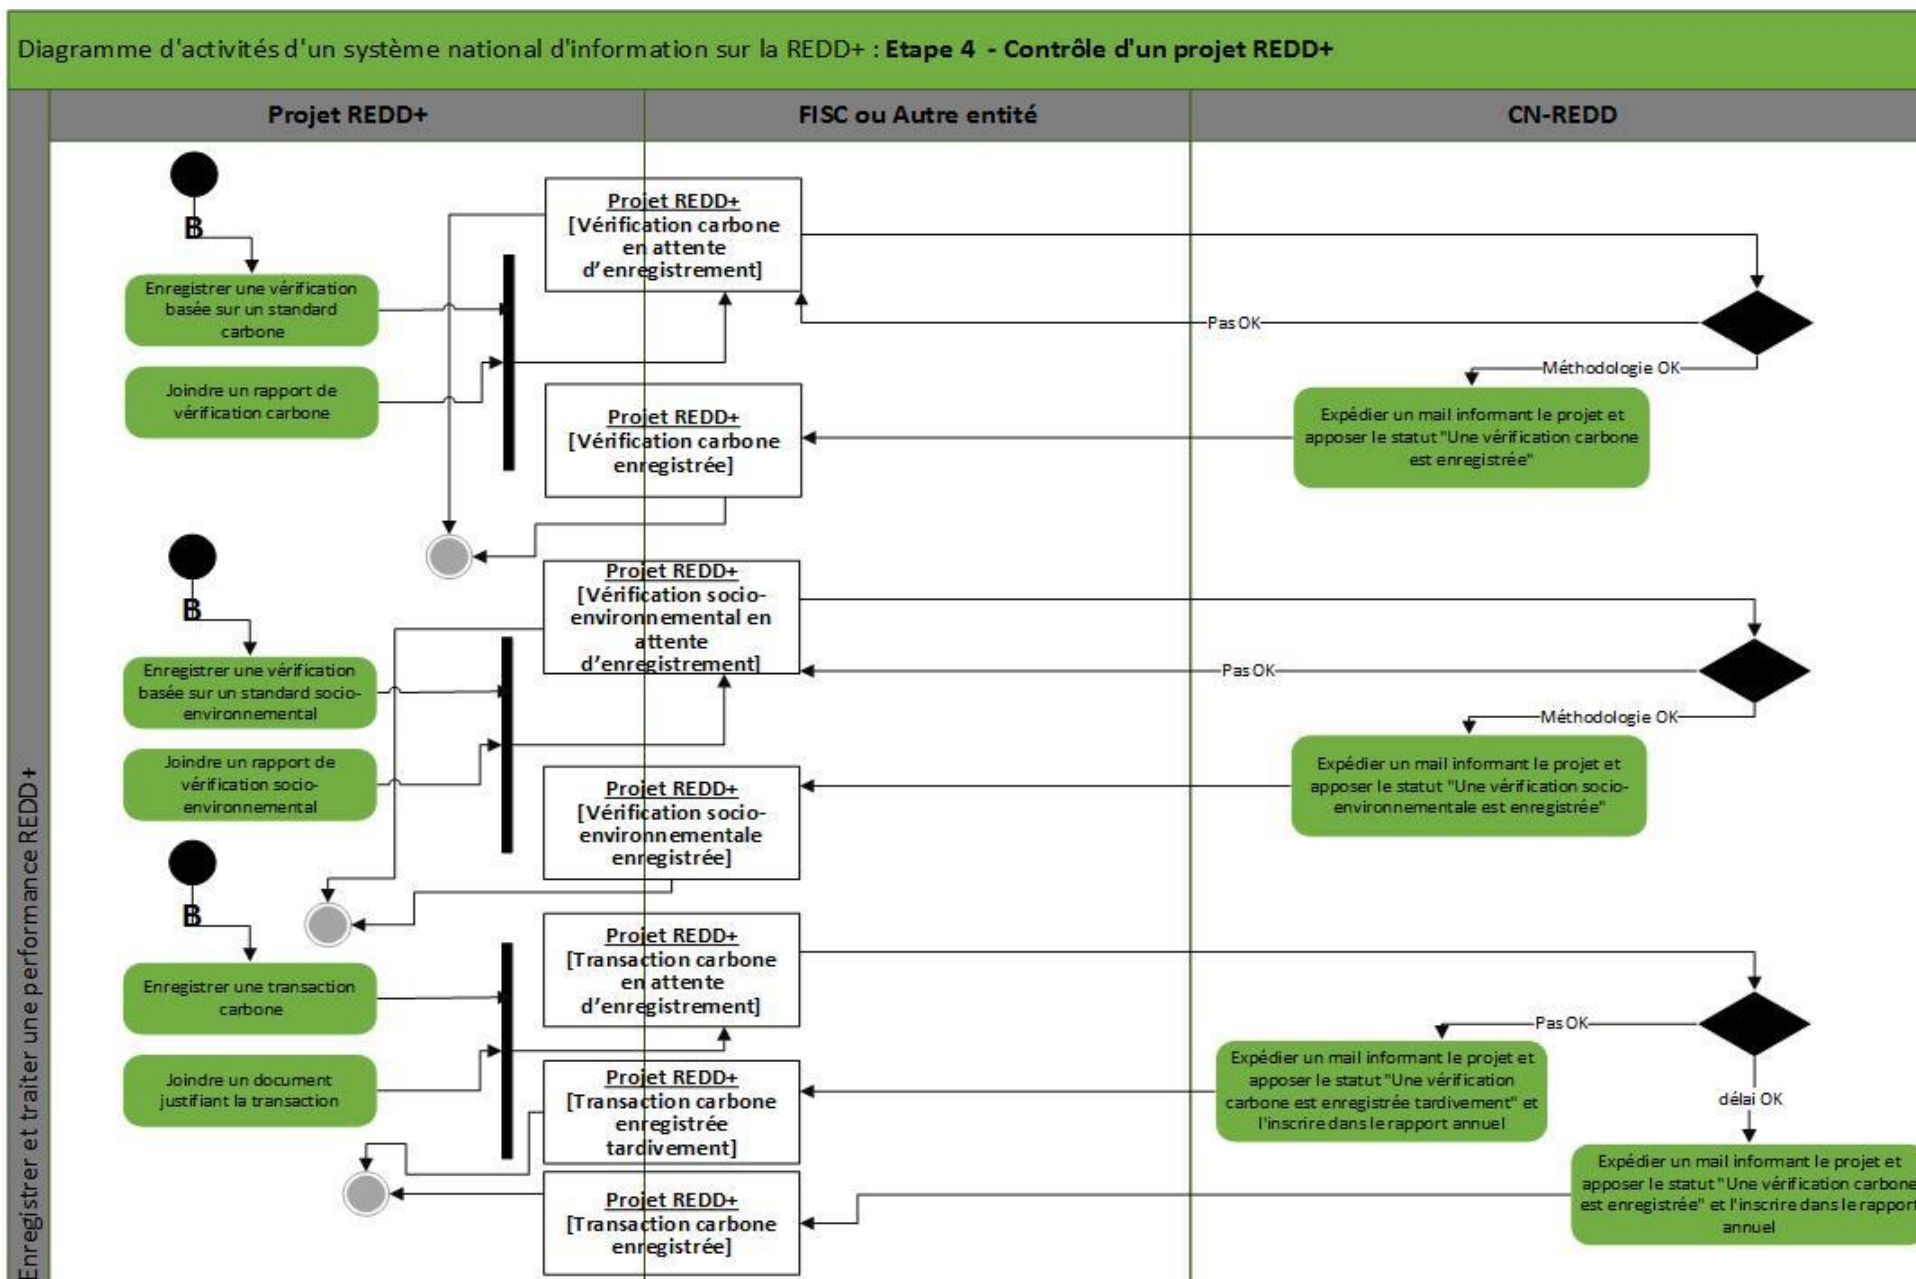 Diagramme d'activités d'un système national d'information sur la REDD+ : Etape 4 - Contrôle d'un projet REDD+
Projet REDD+
FISC ou Autre entité
CN-REDD
Enregistrer et traiter une performance REDD+
B
Enregistrer une vérification
basée sur un standard
carbone
Joindre un rapport de
vérification carbone
Projet REDD+
[Vérification carbone
en attente
d'enregistrement]
Pas OK
Méthodologie OK
Expédier un mail informant le projet et
apposer le statut "Une vérification carbone
est enregistrée"
Projet REDD+
[Vérification carbone
enregistrée]
B
Enregistrer une vérification
basée sur un standard socio-
environnemental
Joindre un rapport de
vérification socio-
environnemental
Projet REDD+
[Vérification socio-
environnemental en
attente
d'enregistrement]
Pas OK
Méthodologie OK
Expédier un mail informant le projet et
apposer le statut "Une vérification socio-
environnementale est enregistrée"
Projet REDD+
[Vérification socio-
environnementale
enregistrée]
B
Enregistrer une transaction
carbone
Joindre un document
justifiant la transaction
Projet REDD+
[Transaction carbone
en attente
d'enregistrement]
Pas OK
Expédier un mail informant le projet et
apposer le statut "Une vérification
carbone est enregistrée tardivement" et
l'inscrire dans le rapport annuel
délai OK
Projet REDD+
[Transaction carbone
enregistrée
tardivement]
Expédier un mail informant le projet et
apposer le statut "Une vérification carbone
est enregistrée" et l'inscrire dans le rapport
annuel
Projet REDD+
[Transaction carbone
enregistrée]